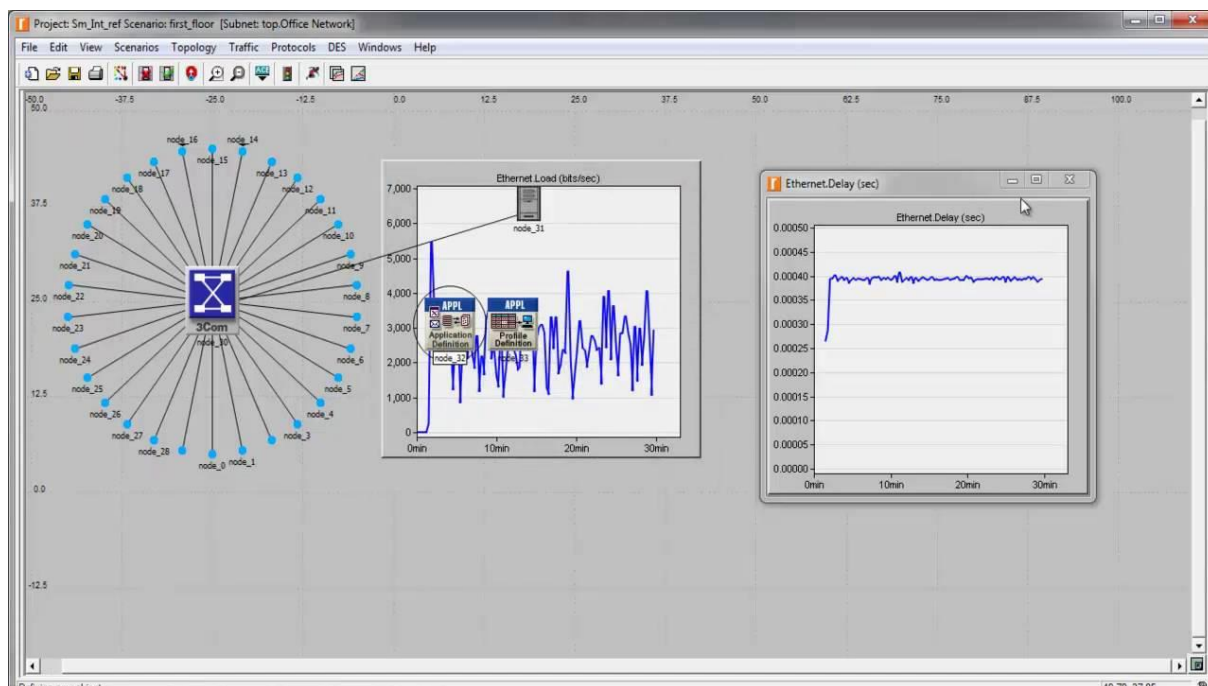 Project: Sm_Int_ref Scenario: first_floor [Subnet: top.Office Network]
File Edit View Scenarios Topology Traffic Protocols DES Windows Help
-50.0 -37.5 -25.0 -12.5 0.0 12.5 25.0 37.5 50.0 62.5 75.0 87.5 100.0
50.0
37.5
25.0
12.5
0.0
-12.5
node_16
node_14
node_15
node_17
node_13
node_18
node_12
node_19
node_11
node_20
node_10
node_21
node_9
node_22
node_8
node_23
node_7
node_24
node_6
node_25
node_5
node_26
node_4
node_27
node_3
node_28
node_0
node_1
3Com
node_30
Ethernet.Load (bits/sec)
7,000
6,000
5,000
4,000
3,000
2,000
1,000
0
0min 10min 20min 30min
node_31
APPL
Application
Definition
node_32
APPL
Profile
Definition
node_33
Ethernet.Delay (sec)
Ethernet.Delay (sec)
0.00050
0.00045
0.00040
0.00035
0.00030
0.00025
0.00020
0.00015
0.00010
0.00005
0.00000
0min 10min 20min 30min